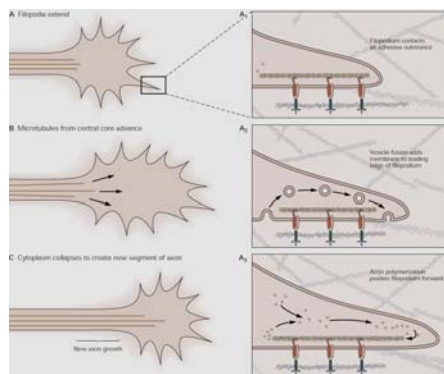 A Filopodia extend
A₁
Filopodium contacts
an adhesive substance
B Microtubules from central core advance
A₂
Vesicle fusion adds
membrane to leading
edge of filopodium
C Cytoplasm collapses to create new segment of axon
A₃
Actin polymerization
pushes filopodium forward
New axon growth